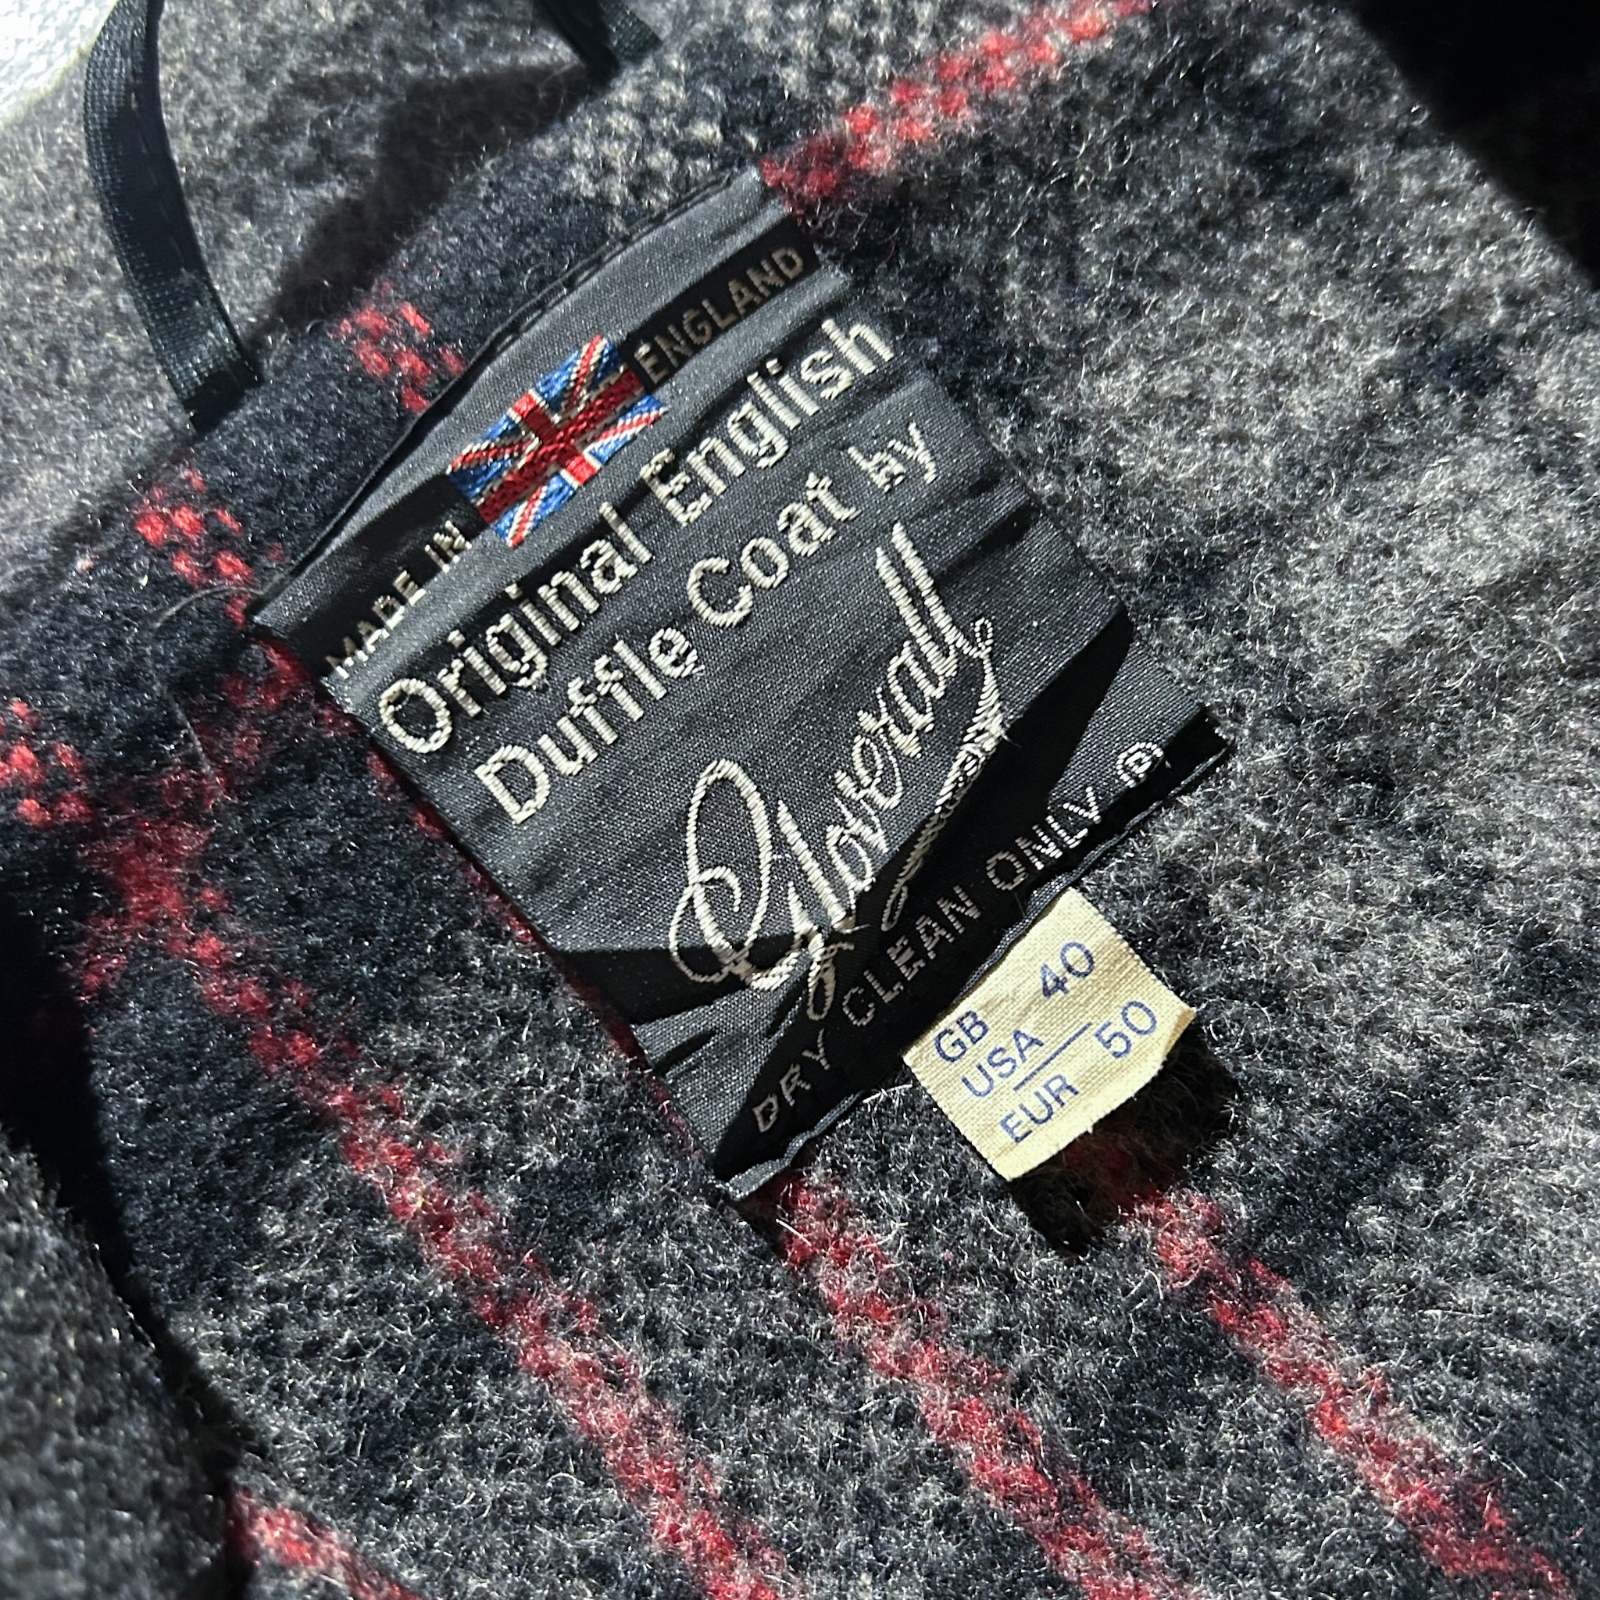 MADE IN ENGLAND
Original English
Duffle Coat by
Gloverall
®
DRY CLEAN ONLY
GB
USA 40
EUR 50